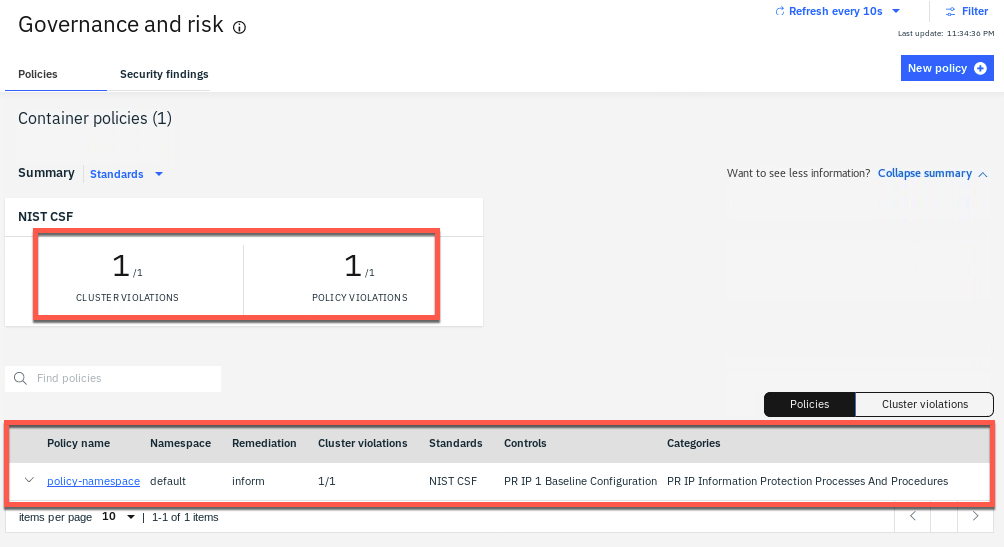 Governance and risk
Refresh every 10s
Filter
Last update: 11:34:36 PM
Policies
Security findings
New policy
Container policies (1)
Summary
Standards
Want to see less information? Collapse summary
NIST CSF
1 /1
CLUSTER VIOLATIONS
1 /1
POLICY VIOLATIONS
Find policies
Policies
Cluster violations
Policy name Namespace Remediation Cluster violations Standards Controls Categories
policy-namespace default inform 1/1 NIST CSF PR IP 1 Baseline Configuration PR IP Information Protection Processes And Procedures
items per page 10 | 1-1 of 1 items